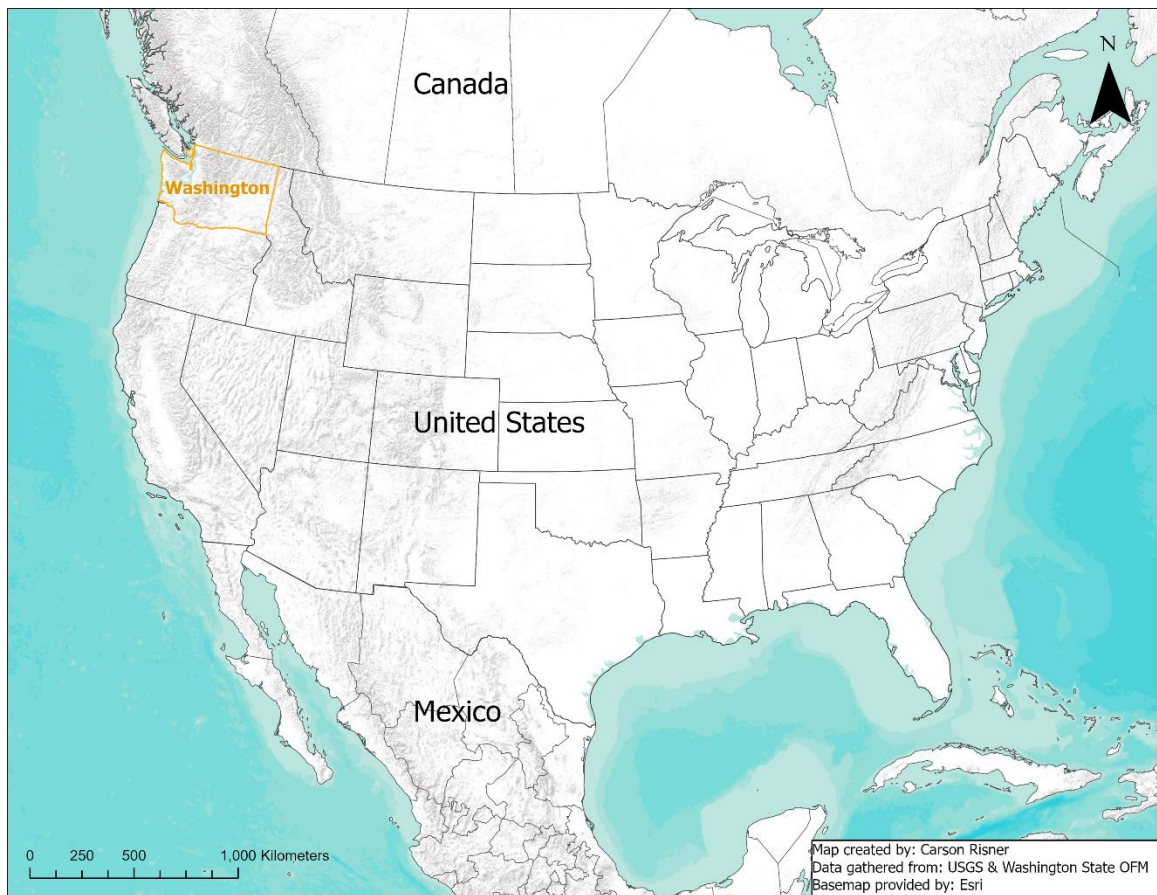 N
Canada
Washington
United States
Mexico
0 250 500 1,000 Kilometers
Map created by: Carson Risner
Data gathered from: USGS & Washington State OFM
Basemap provided by: Esri